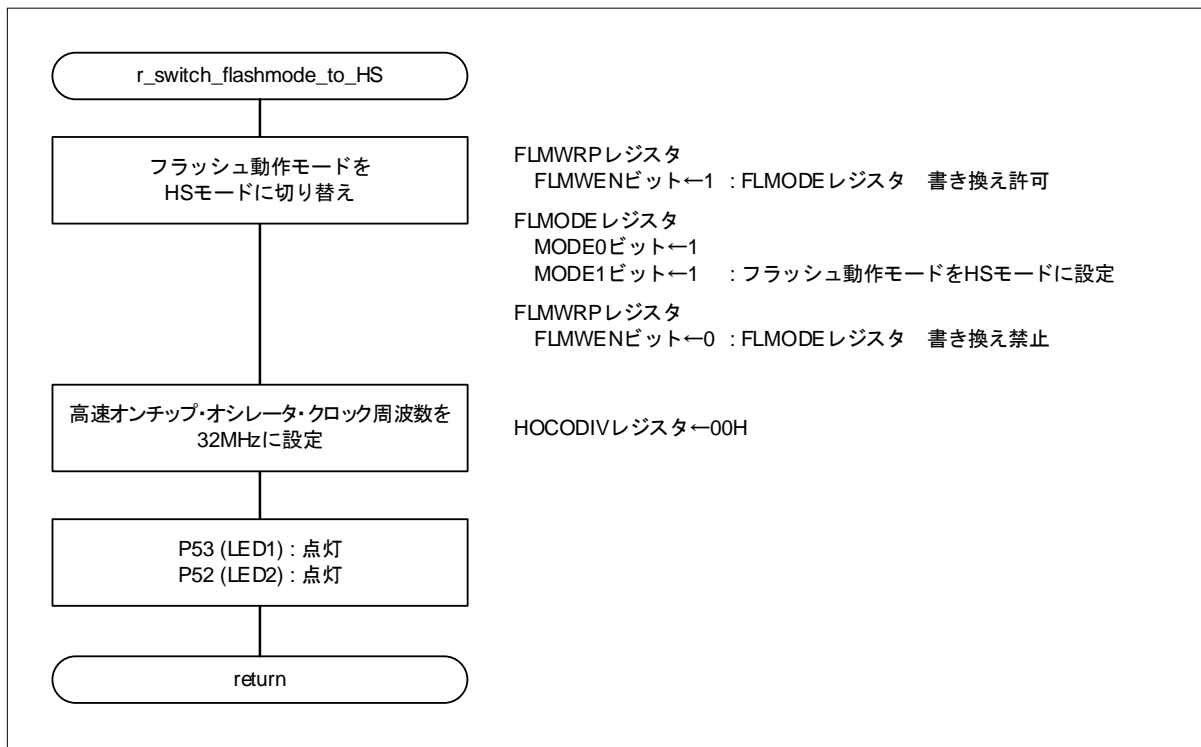 r_switch_flashmode_to_HS
フラッシュ動作モードを
HSモードに切り替え
FLMWRPレジスタ
FLMWENビット←1 : FLMODEレジスタ　書き換え許可
FLMODEレジスタ
MODE0ビット←1
MODE1ビット←1 : フラッシュ動作モードをHSモードに設定
FLMWRPレジスタ
FLMWENビット←0 : FLMODEレジスタ　書き換え禁止
高速オンチップ・オシレータ・クロック周波数を
32MHzに設定
HOCODIVレジスタ←00H
P53 (LED1) : 点灯
P52 (LED2) : 点灯
return